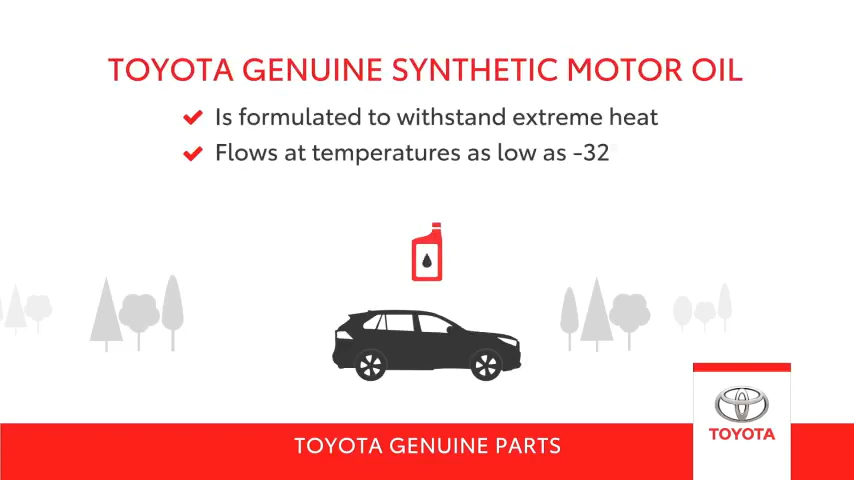 TOYOTA GENUINE SYNTHETIC MOTOR OIL
Is formulated to withstand extreme heat
Flows at temperatures as low as -32
TOYOTA GENUINE PARTS
TOYOTA